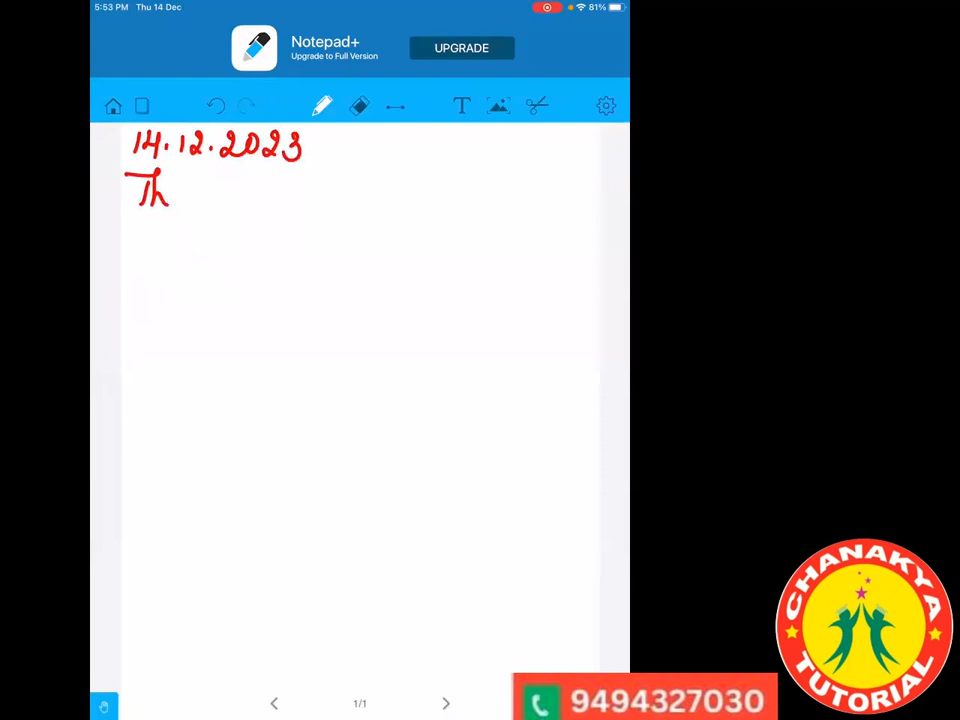 5:53 PM Thu 14 Dec 81%
Notepad+
Upgrade to Full Version
UPGRADE
T
14.12.2023
Th
1/1
9494327030
CHANAKYA
TUTORIAL